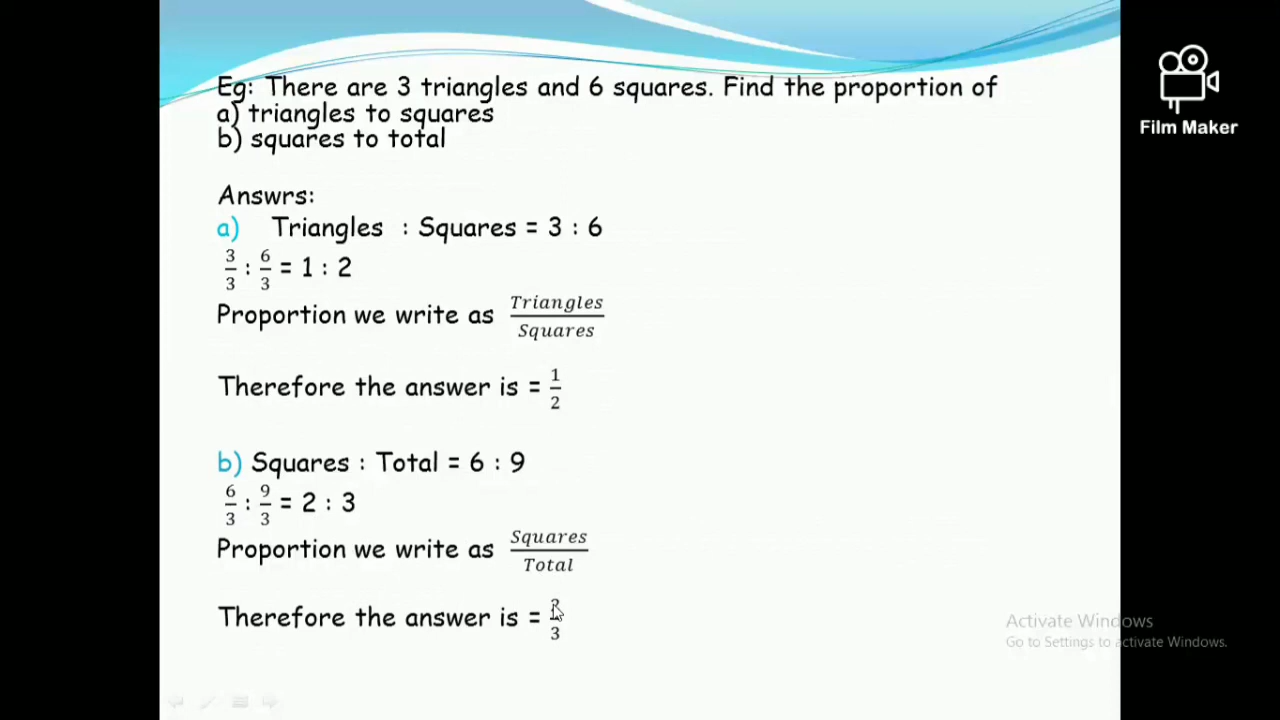 Eg: There are 3 triangles and 6 squares. Find the proportion of
a) triangles to squares
b) squares to total
Answrs:
a) Triangles : Squares = 3 : 6
3/3 : 6/3 = 1 : 2
Proportion we write as Triangles/Squares
Therefore the answer is = 1/2
b) Squares : Total = 6 : 9
6/3 : 9/3 = 2 : 3
Proportion we write as Squares/Total
Therefore the answer is = 2/3
Film Maker
Activate Windows
Go to Settings to activate Windows.